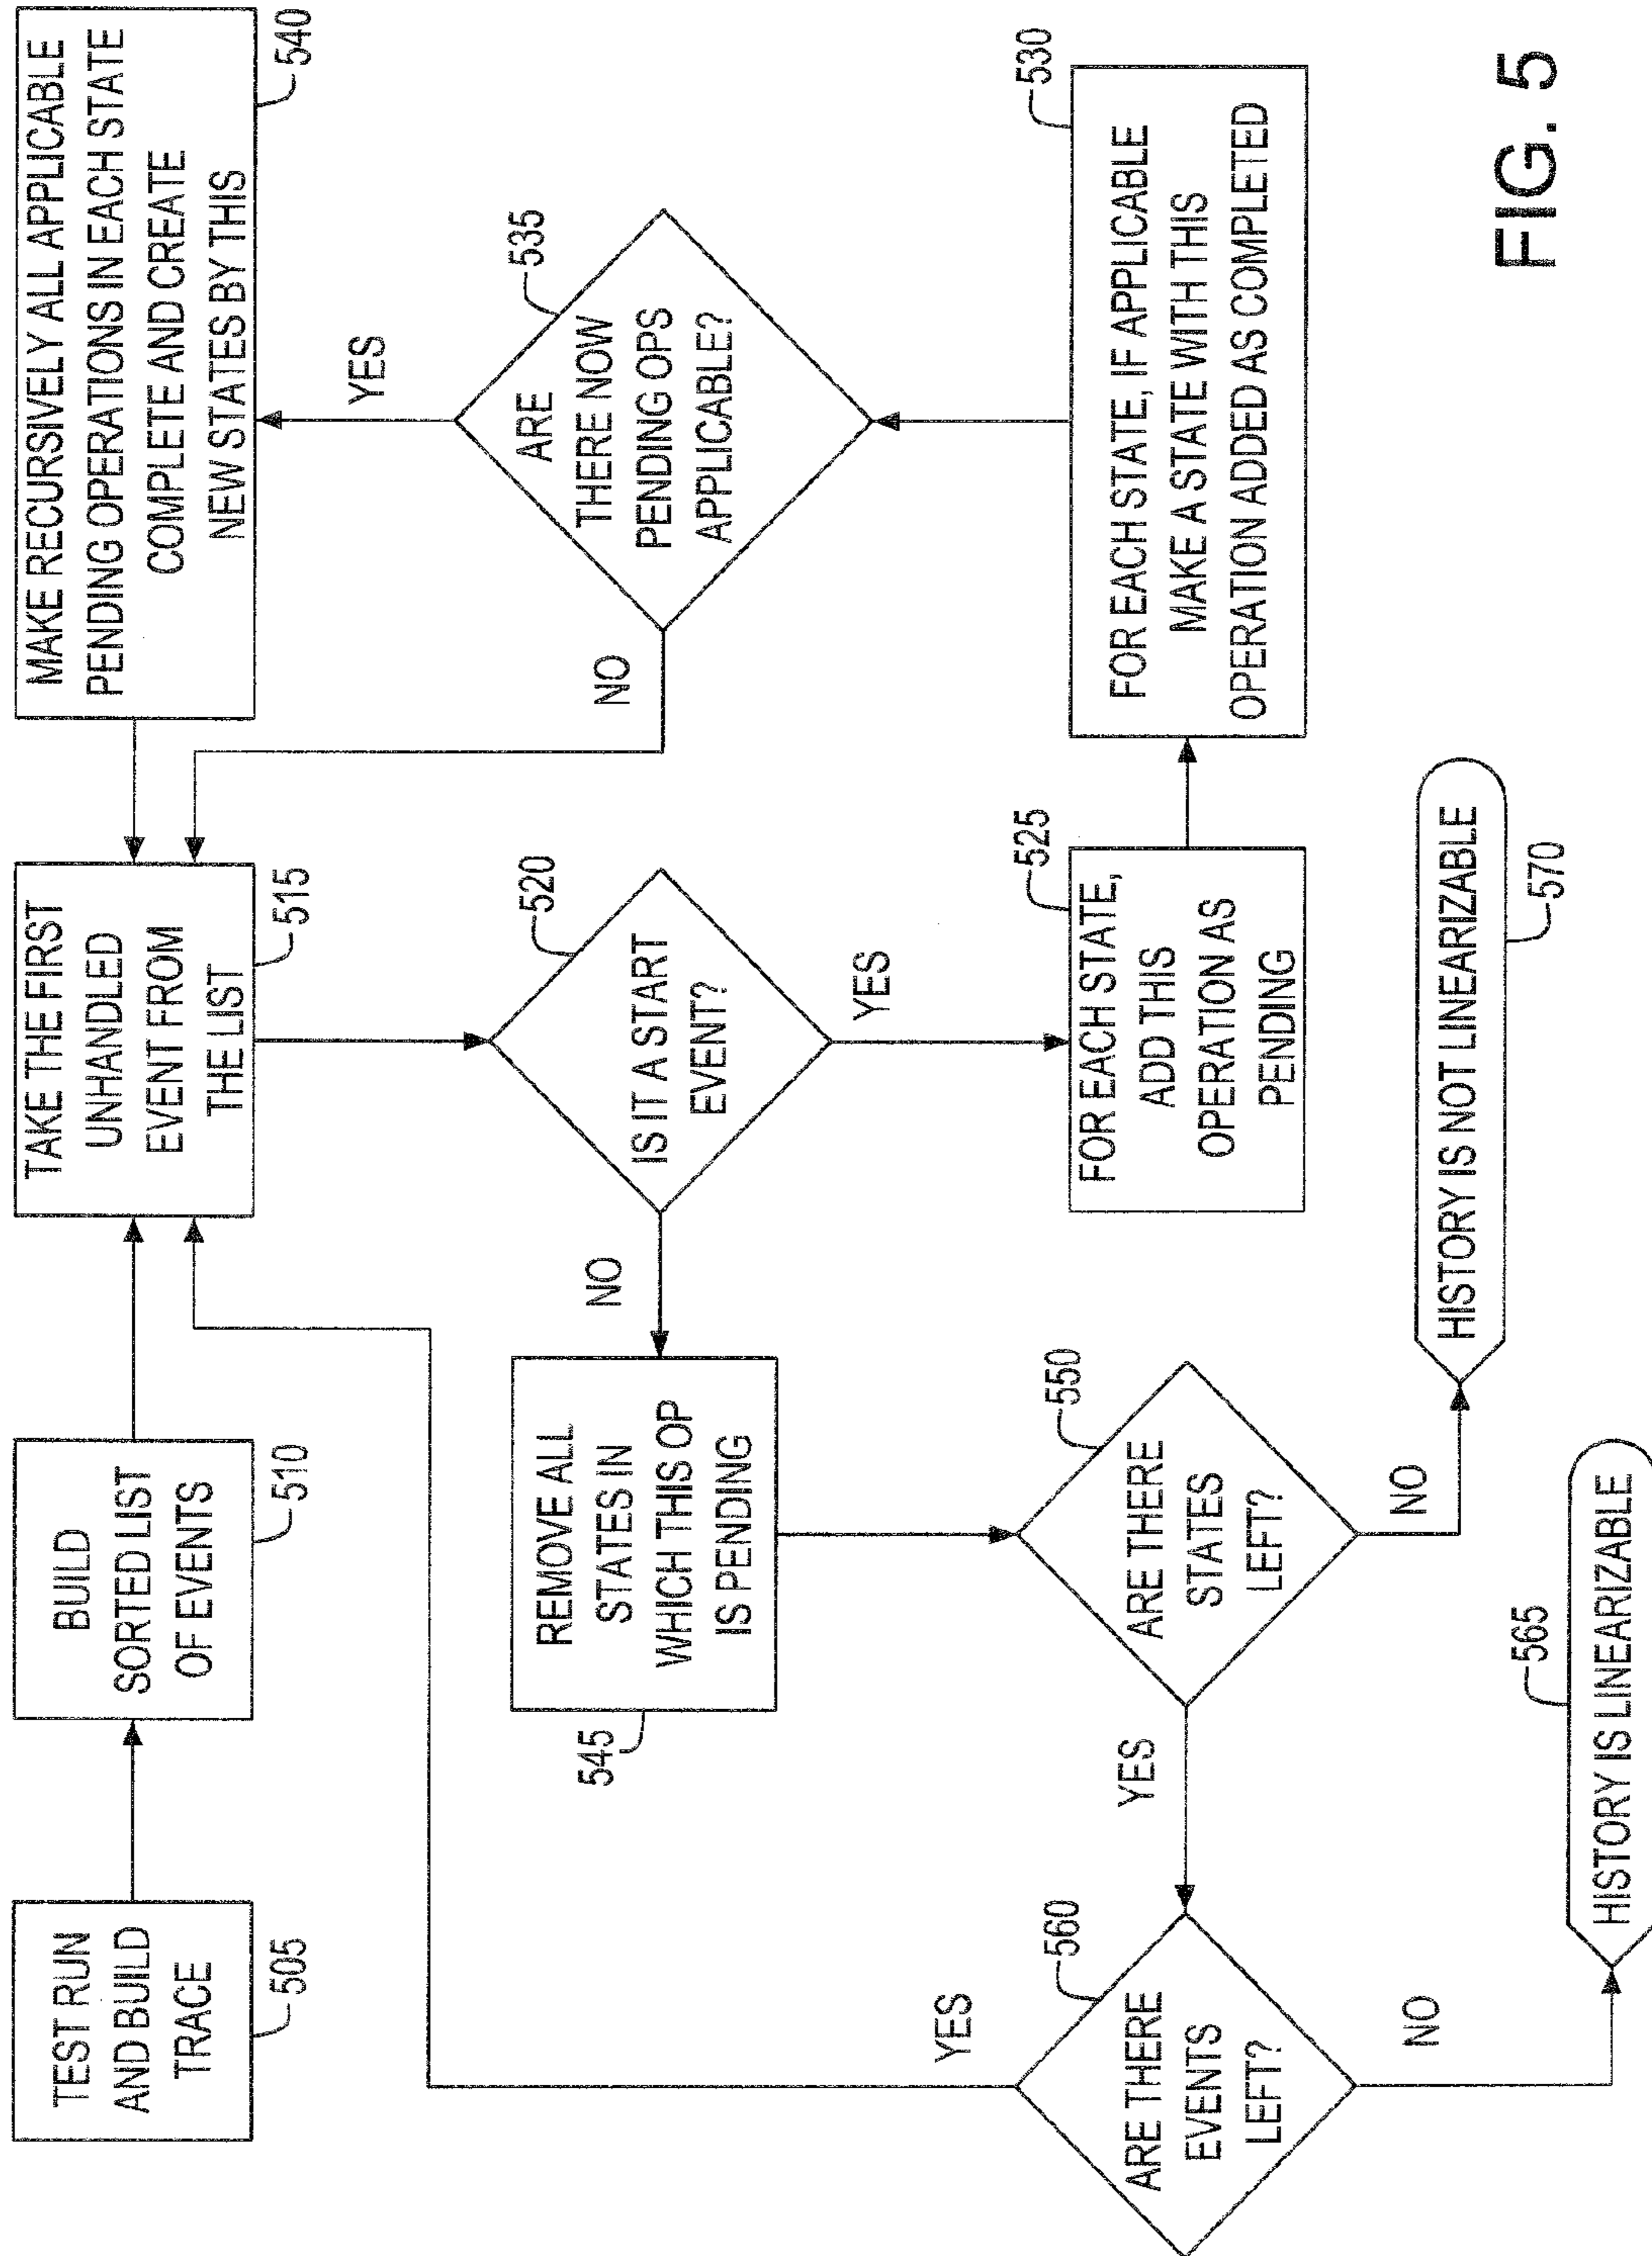 TEST RUN
AND BUILD
TRACE
505
BUILD
SORTED LIST
OF EVENTS
510
TAKE THE FIRST
UNHANDLED
EVENT FROM
THE LIST
515
MAKE RECURSIVELY ALL APPLICABLE
PENDING OPERATIONS IN EACH STATE
COMPLETE AND CREATE
NEW STATES BY THIS
540
YES
ARE
THERE NOW
PENDING OPS
APPLICABLE?
535
NO
IS IT A START
EVENT?
520
NO
YES
REMOVE ALL
STATES IN
WHICH THIS OP
IS PENDING
545
FOR EACH STATE,
ADD THIS
OPERATION AS
PENDING
525
FOR EACH STATE, IF APPLICABLE
MAKE A STATE WITH THIS
OPERATION ADDED AS COMPLETED
530
ARE THERE
STATES
LEFT?
550
YES
NO
ARE THERE
EVENTS
LEFT?
560
YES
NO
HISTORY IS NOT LINEARIZABLE
570
HISTORY IS LINEARIZABLE
565
FIG. 5